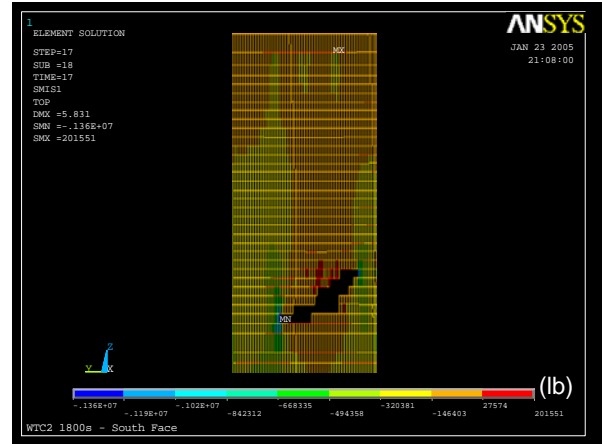 1
ELEMENT SOLUTION
STEP=17
SUB =18
TIME=17
SMIS1
TOP
DMX =5.831
SMN =-.136E+07
SMX =201551
ANSYS
JAN 23 2005
21:08:00
MX
MN
Z
Y X
(lb)
-.136E+07 -.119E+07 -.102E+07 -842312 -668335 -494358 -320381 -146403 27574 201551
WTC2 1800s - South Face